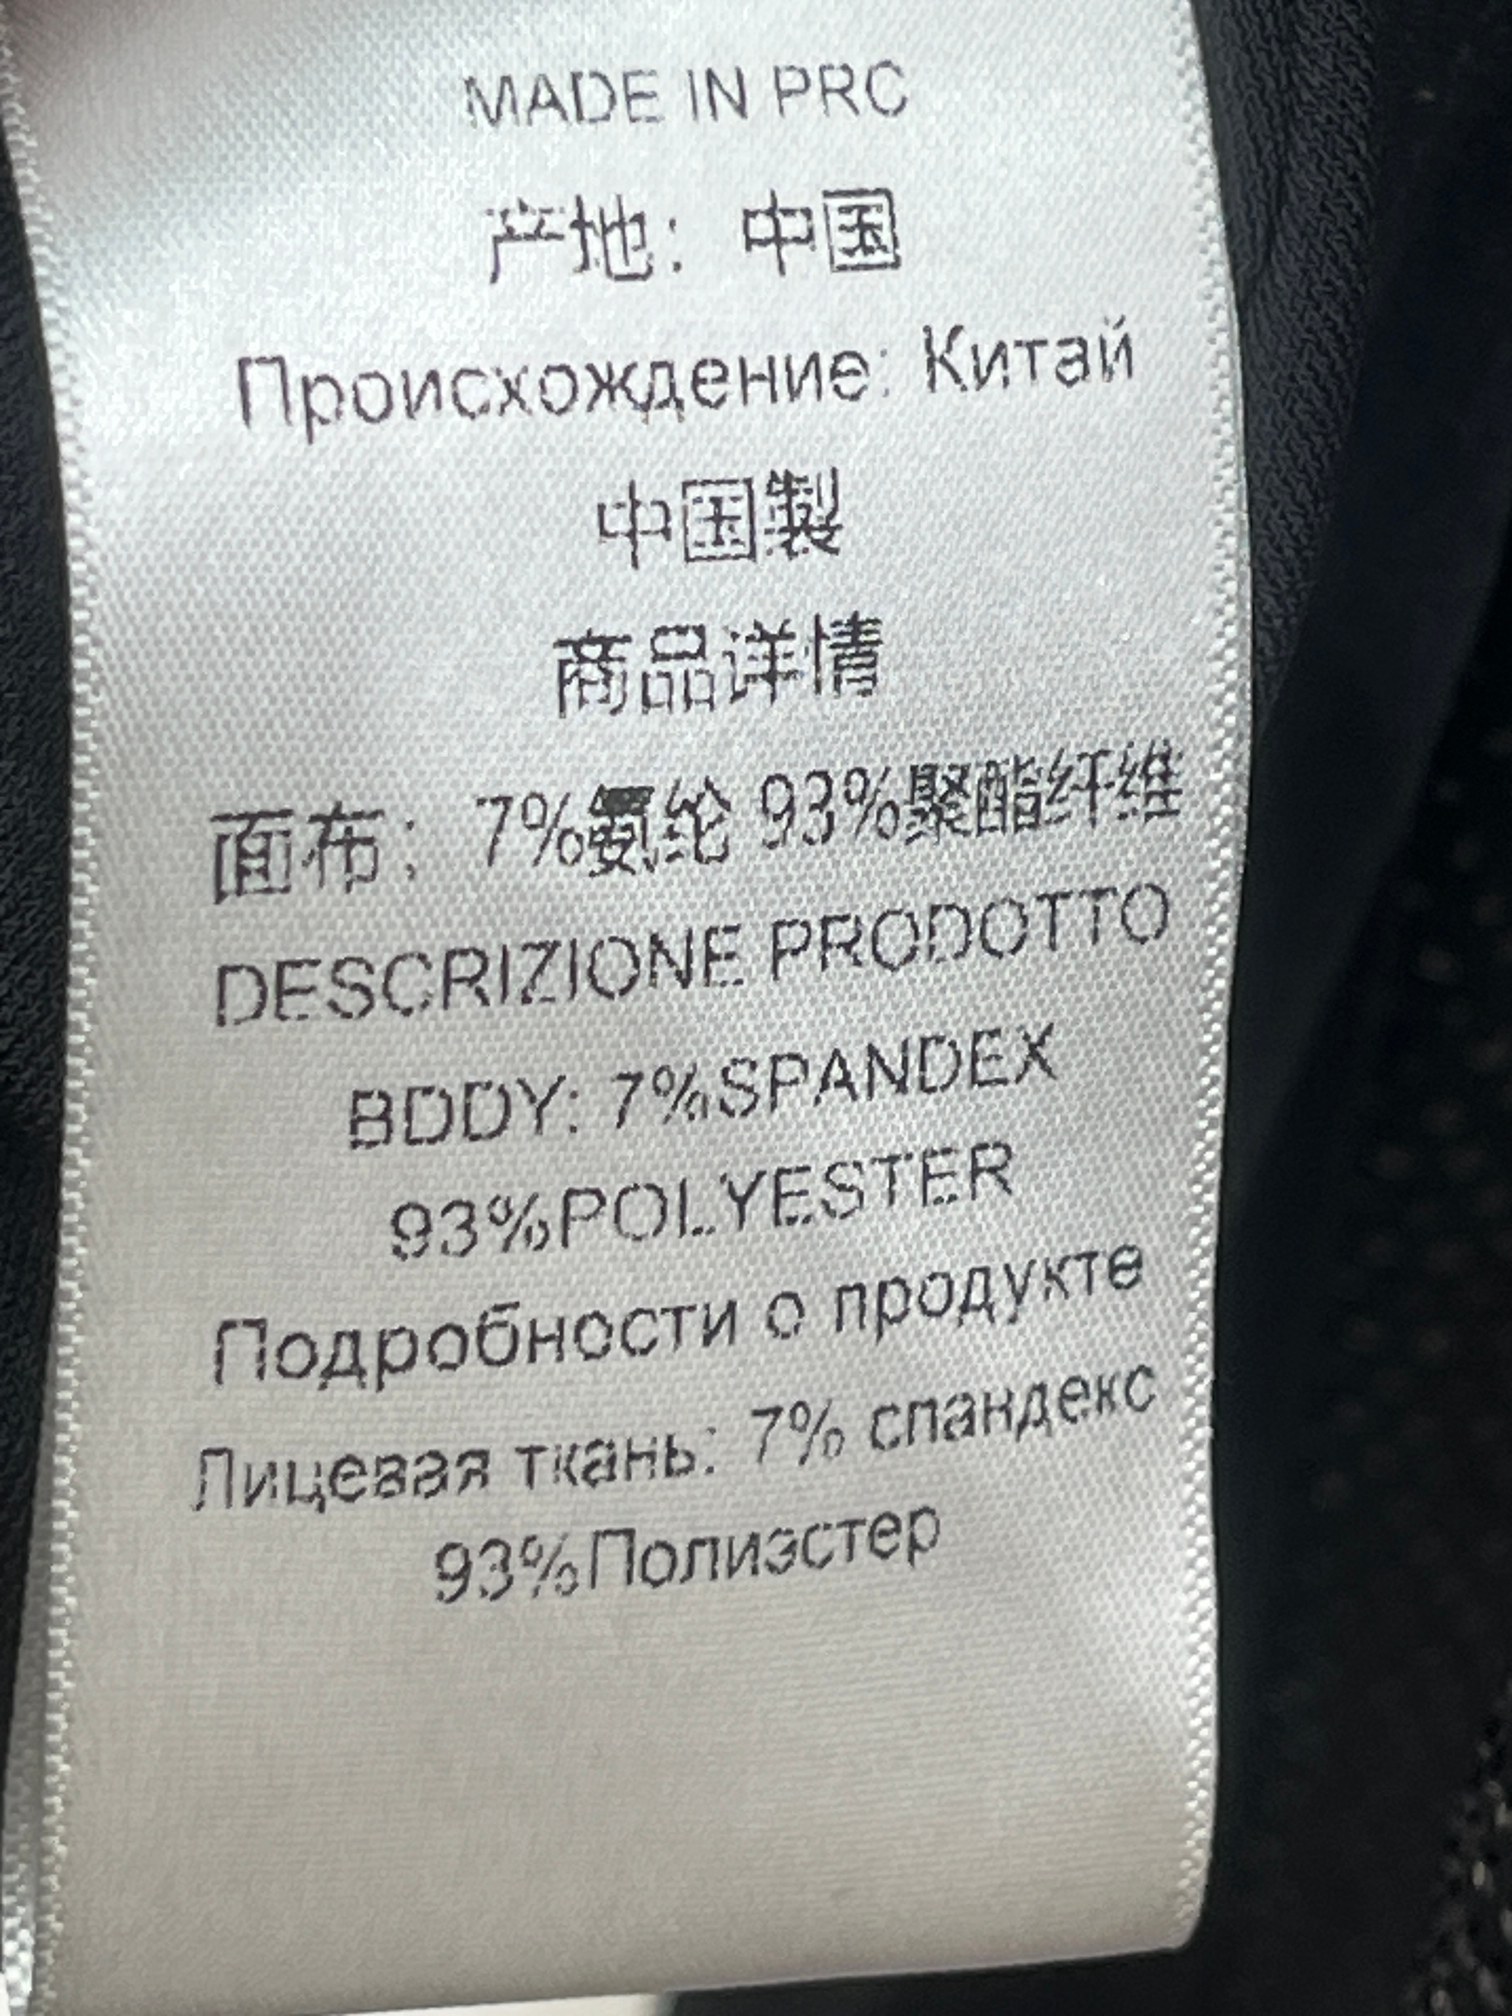 MADE IN PRC
产地：中国
Происхождение: Китай
中国製
商品详情
面布：7%氨纶 93%聚酯纤维
DESCRIZIONE PRODOTTO
BODY: 7%SPANDEX
93%POLYESTER
Подробности о продукте
Лицевая ткань: 7% спандекс
93%Полиэстер